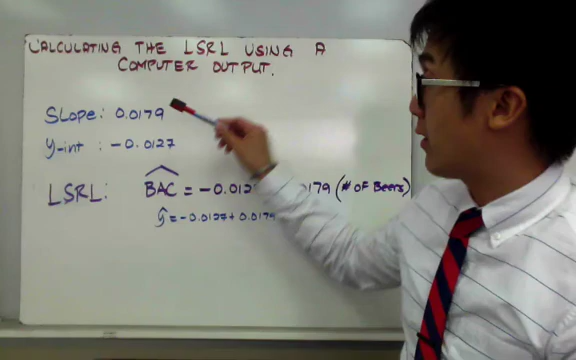 CALCULATING THE LSRL USING A
COMPUTER OUTPUT.
SLOPE: 0.0179
y-int : -0.0127
LSRL: BAC = -0.012 0179 (# OF Beers)
ŷ = -0.0127 + 0.0179